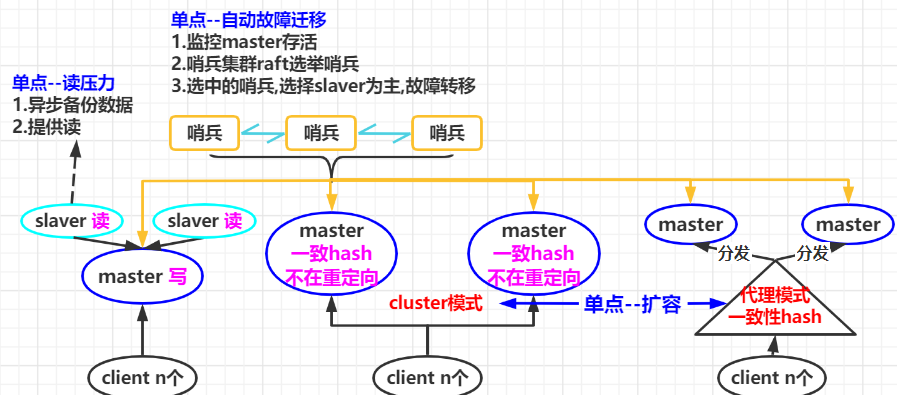 单点--自动故障迁移
1.监控master存活
2.哨兵集群raft选举哨兵
3.选中的哨兵,选择slaver为主,故障转移
单点--读压力
1.异步备份数据
2.提供读
哨兵
哨兵
哨兵
slaver 读
slaver 读
master 写
client n个
master
一致hash
不在重定向
master
一致hash
不在重定向
cluster模式
单点--扩容
client n个
master
master
分发
分发
代理模式
一致性hash
client n个